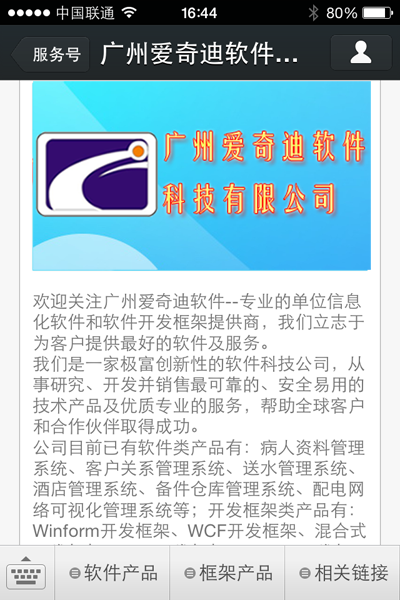 中国联通 16:44 80%
服务号 广州爱奇迪软件...
广州爱奇迪软件
科技有限公司
欢迎关注广州爱奇迪软件--专业的单位信息
化软件和软件开发框架提供商，我们立志于
为客户提供最好的软件及服务。
我们是一家极富创新性的软件科技公司，从
事研究、开发并销售最可靠的、安全易用的
技术产品及优质专业的服务，帮助全球客户
和合作伙伴取得成功。
公司目前已有软件类产品有：病人资料管理
系统、客户关系管理系统、送水管理系统、
酒店管理系统、备件仓库管理系统、配电网
络可视化管理系统等；开发框架类产品有：
Winform开发框架、WCF开发框架、混合式
软件产品 框架产品 相关链接